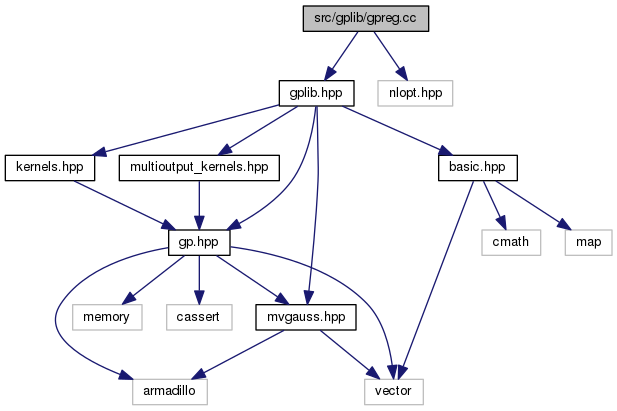 src/gplib/gpreg.cc
gplib.hpp
nlopt.hpp
kernels.hpp
multioutput_kernels.hpp
basic.hpp
gp.hpp
cmath
map
memory
cassert
mvgauss.hpp
armadillo
vector